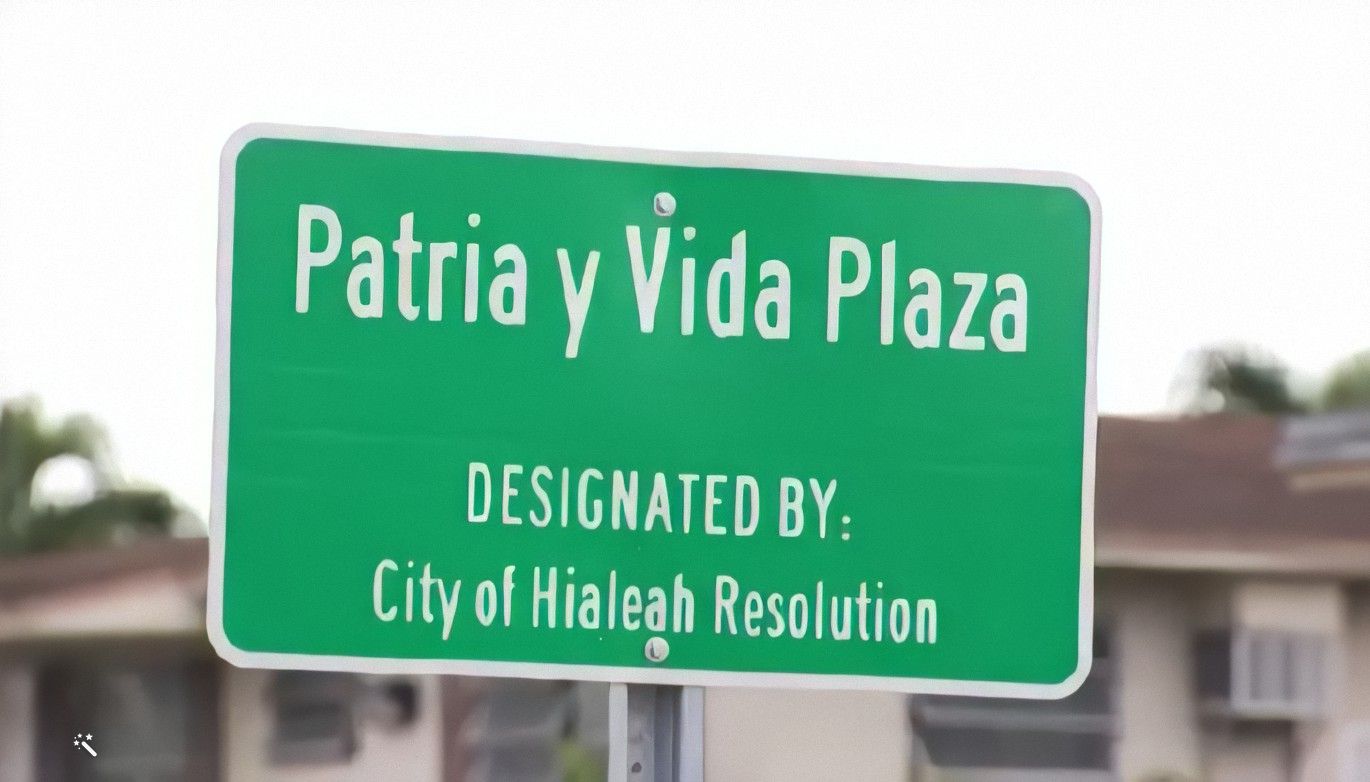 Patria y Vida Plaza
DESIGNATED BY:
City of Hialeah Resolution